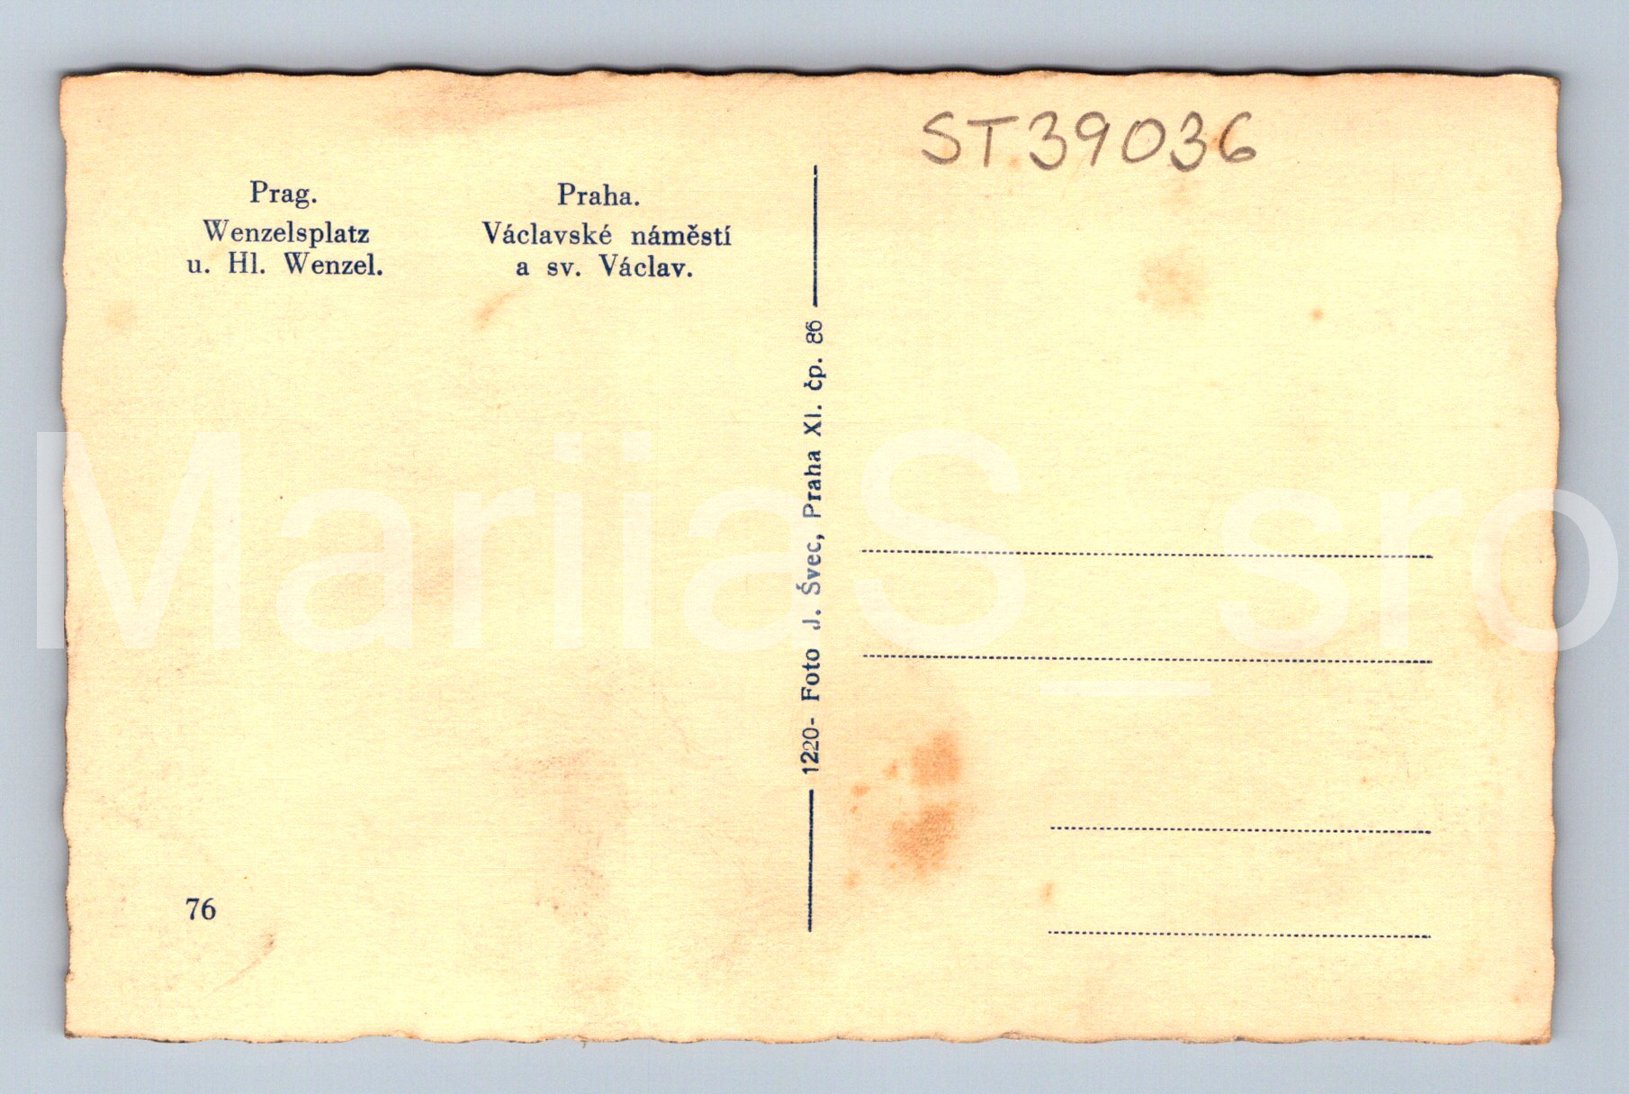 ST39036
Prag.
Wenzelsplatz
u. Hl. Wenzel.
Praha.
Václavské náměstí
a sv. Václav.
1220- Foto J. Švec, Praha XI. čp. 86
76
MariiaS_sro